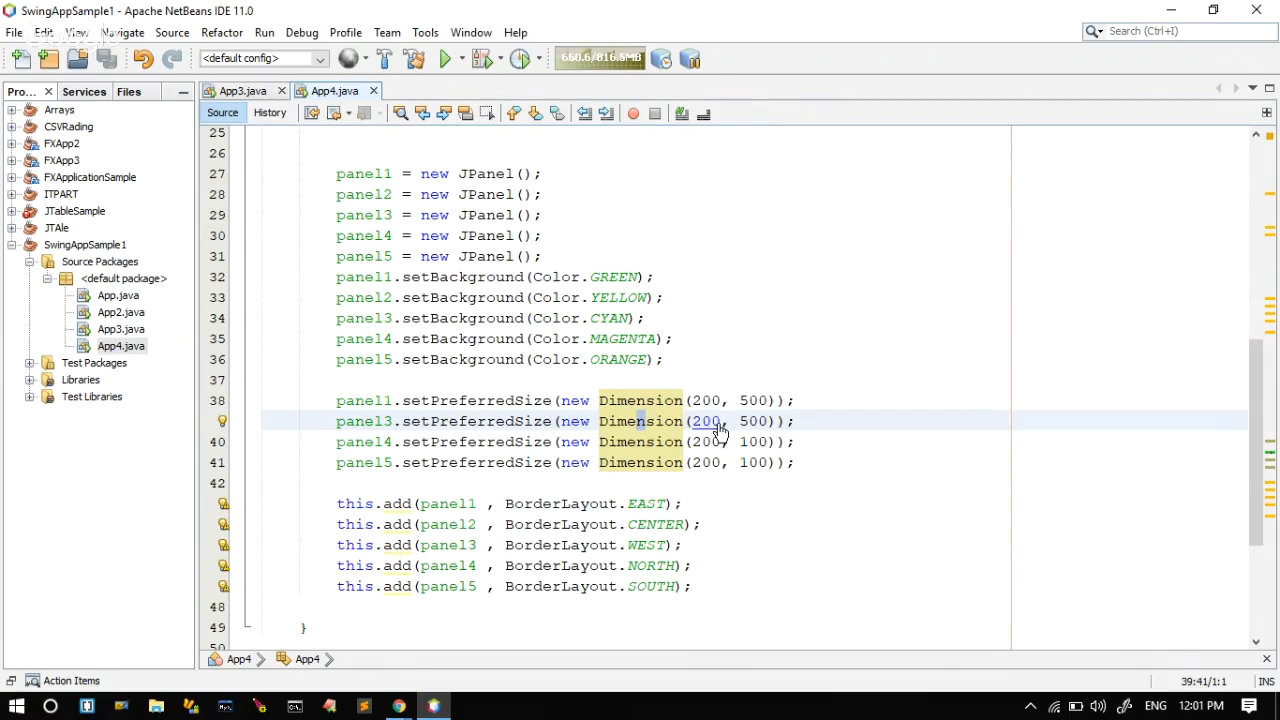 SwingAppSample1 - Apache NetBeans IDE 11.0
File Edit View Navigate Source Refactor Run Debug Profile Team Tools Window Help
Search (Ctrl+I)
<default config>
660.6/816.5MB
Pro... Services Files
App3.java App4.java
Source History
Arrays
CSVRading
FXApp2
FXApp3
FXApplicationSample
ITPART
JTableSample
JTAle
SwingAppSample1
Source Packages
<default package>
App.java
App2.java
App3.java
App4.java
Test Packages
Libraries
Test Libraries
25
26
27 panel1 = new JPanel();
28 panel2 = new JPanel();
29 panel3 = new JPanel();
30 panel4 = new JPanel();
31 panel5 = new JPanel();
32 panel1.setBackground(Color.GREEN);
33 panel2.setBackground(Color.YELLOW);
34 panel3.setBackground(Color.CYAN);
35 panel4.setBackground(Color.MAGENTA);
36 panel5.setBackground(Color.ORANGE);
37
38 panel1.setPreferredSize(new Dimension(200, 500));
panel3.setPreferredSize(new Dimension(200, 500));
40 panel4.setPreferredSize(new Dimension(200, 100));
41 panel5.setPreferredSize(new Dimension(200, 100));
42
this.add(panel1 , BorderLayout.EAST);
this.add(panel2 , BorderLayout.CENTER);
this.add(panel3 , BorderLayout.WEST);
this.add(panel4 , BorderLayout.NORTH);
this.add(panel5 , BorderLayout.SOUTH);
48
49 }
50
App4 App4
Action Items
39:41/1:1 INS
ENG 12:01 PM